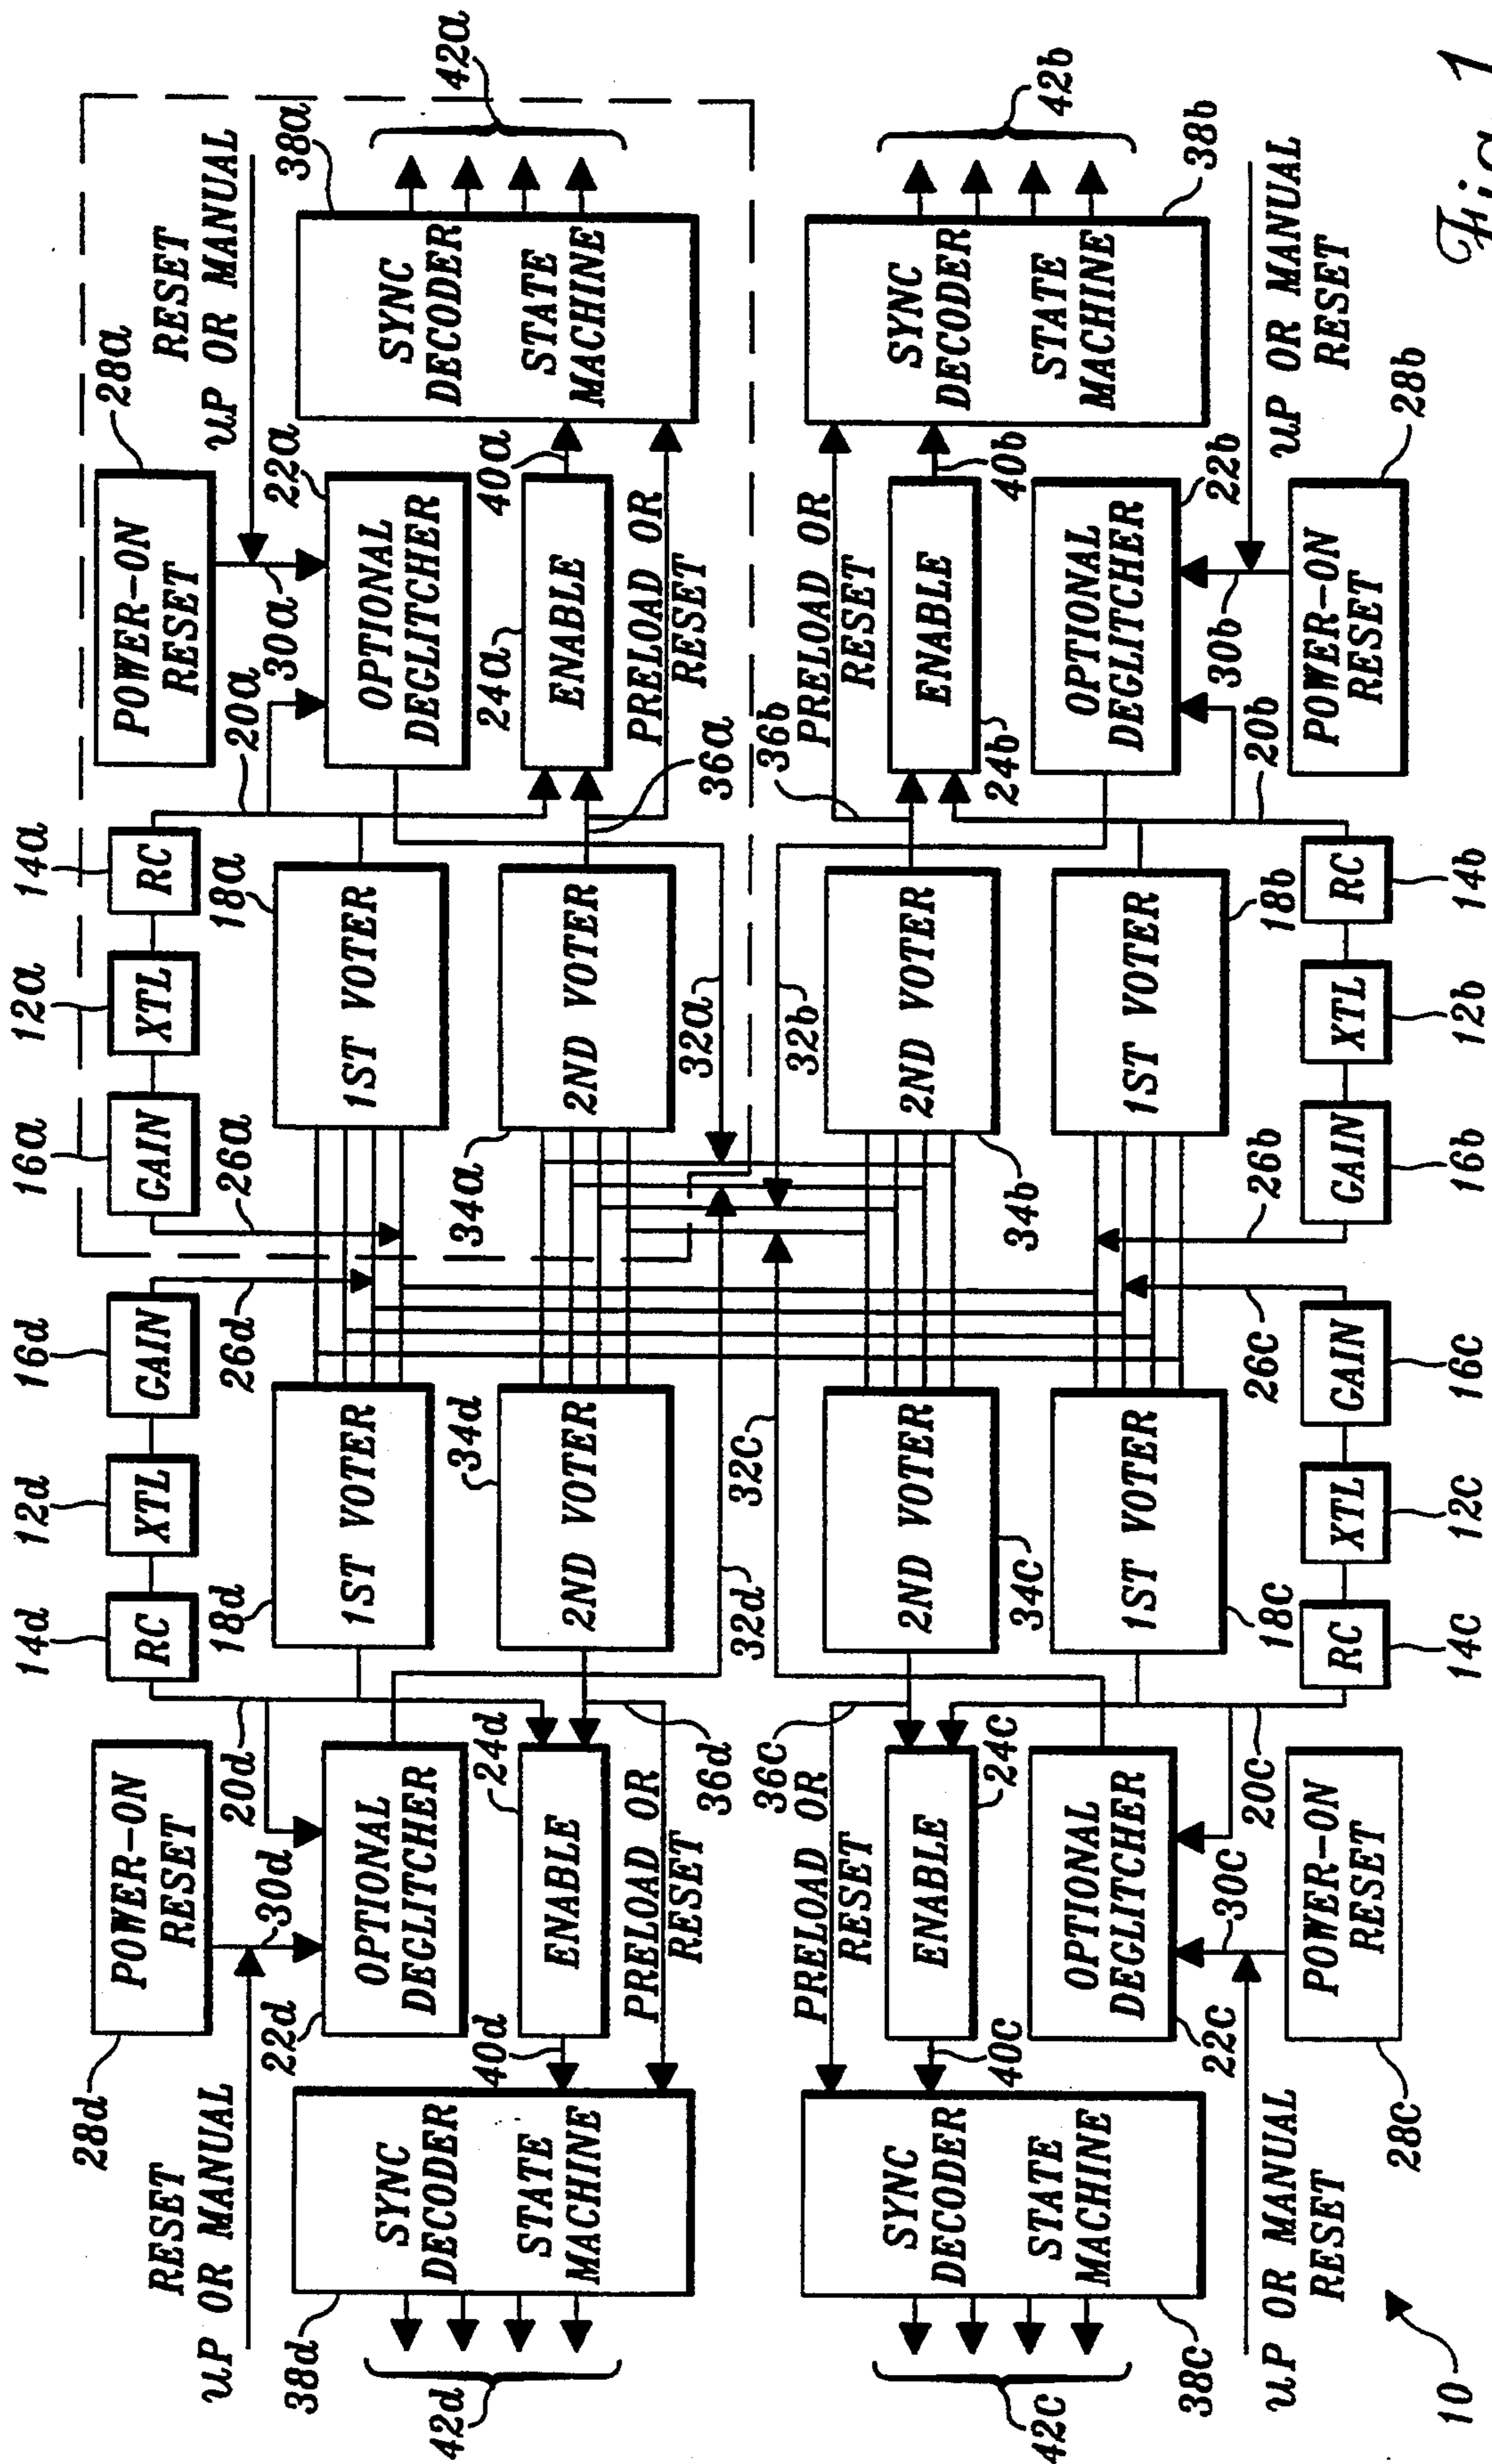 14d
12d
16d
16a
12a
14a
28d
POWER-ON
RESET
RC
XTL
GAIN
GAIN
XTL
RC
POWER-ON
RESET
28a
RESET
uP OR MANUAL
30d
20d
26d
26a
20a
30a
RESET
uP OR MANUAL
22d
18d
18a
22a
38d
38a
SYNC
DECODER
STATE
MACHINE
OPTIONAL
DEGLITCHER
1ST VOTER
1ST VOTER
OPTIONAL
DEGLITCHER
SYNC
DECODER
STATE
MACHINE
42d
42a
40d
24d
34d
34a
24a
40a
ENABLE
2ND VOTER
2ND VOTER
ENABLE
PRELOAD OR
RESET
36d
32d
32a
36a
PRELOAD OR
RESET
PRELOAD OR
RESET
36c
32c
32b
36b
PRELOAD OR
RESET
SYNC
DECODER
STATE
MACHINE
ENABLE
2ND VOTER
2ND VOTER
ENABLE
SYNC
DECODER
STATE
MACHINE
42c
42b
40c
24c
34c
34b
24b
40b
OPTIONAL
DEGLITCHER
1ST VOTER
1ST VOTER
OPTIONAL
DEGLITCHER
38c
22c
30c
20c
18c
26c
26b
18b
20b
30b
22b
38b
uP OR MANUAL
RESET
uP OR MANUAL
RESET
POWER-ON
RESET
RC
XTL
GAIN
GAIN
XTL
RC
POWER-ON
RESET
28c
14c
12c
16c
16b
12b
14b
28b
10
Fig. 1